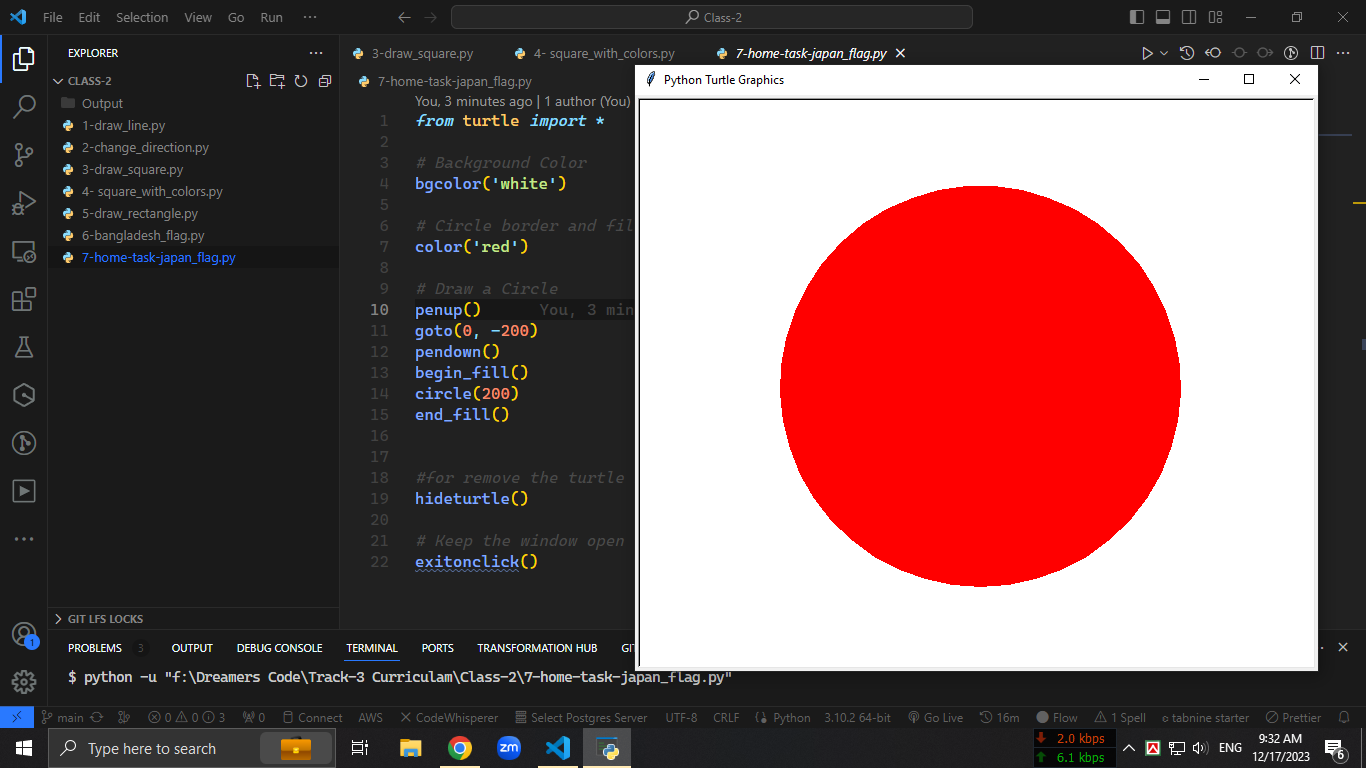 File Edit Selection View Go Run ··· Class-2
EXPLORER
CLASS-2
Output
1-draw_line.py
2-change_direction.py
3-draw_square.py
4- square_with_colors.py
5-draw_rectangle.py
6-bangladesh_flag.py
7-home-task-japan_flag.py
GIT LFS LOCKS
3-draw_square.py 4- square_with_colors.py 7-home-task-japan_flag.py
7-home-task-japan_flag.py
You, 3 minutes ago | 1 author (You)
1 from turtle import *
2
3 # Background Color
4 bgcolor('white')
5
6 # Circle border and fil
7 color('red')
8
9 # Draw a Circle
10 penup() You, 3 min
11 goto(0, -200)
12 pendown()
13 begin_fill()
14 circle(200)
15 end_fill()
16
17
18 #for remove the turtle
19 hideturtle()
20
21 # Keep the window open
22 exitonclick()
Python Turtle Graphics
PROBLEMS 3 OUTPUT DEBUG CONSOLE TERMINAL PORTS TRANSFORMATION HUB GI
$ python -u "f:\Dreamers Code\Track-3 Curriculam\Class-2\7-home-task-japan_flag.py"
1
main 0 0 3 0 Connect AWS CodeWhisperer Select Postgres Server UTF-8 CRLF Python 3.10.2 64-bit Go Live 16m Flow 1 Spell tabnine starter Prettier
Type here to search
zm
2.0 kbps
6.1 kbps
ENG
9:32 AM
12/17/2023
6